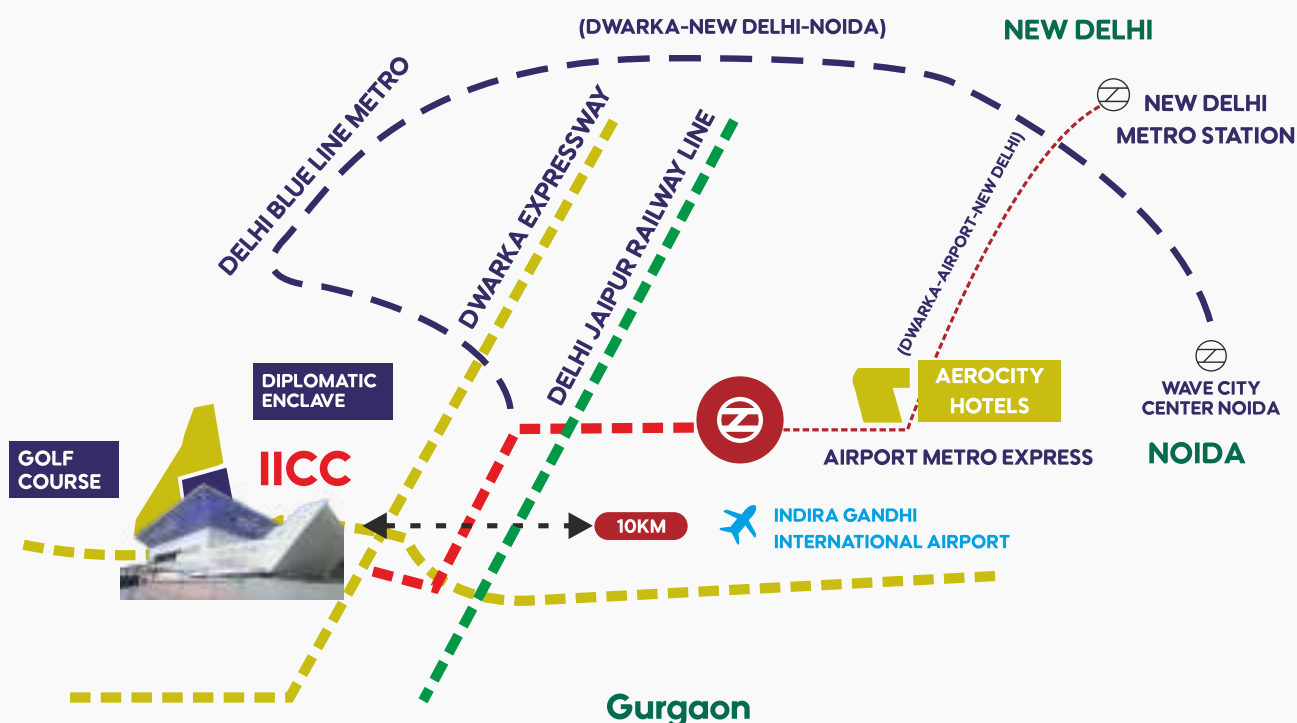 (DWARKA-NEW DELHI-NOIDA)
NEW DELHI
DELHI BLUE LINE METRO
DWARKA EXPRESSWAY
DELHI JAIPUR RAILWAY LINE
NEW DELHI
METRO STATION
(DWARKA-AIRPORT-NEW DELHI)
DIPLOMATIC
ENCLAVE
AEROCITY
HOTELS
WAVE CITY
CENTER NOIDA
GOLF
COURSE
IICC
AIRPORT METRO EXPRESS
NOIDA
10KM
INDIRA GANDHI
INTERNATIONAL AIRPORT
Gurgaon